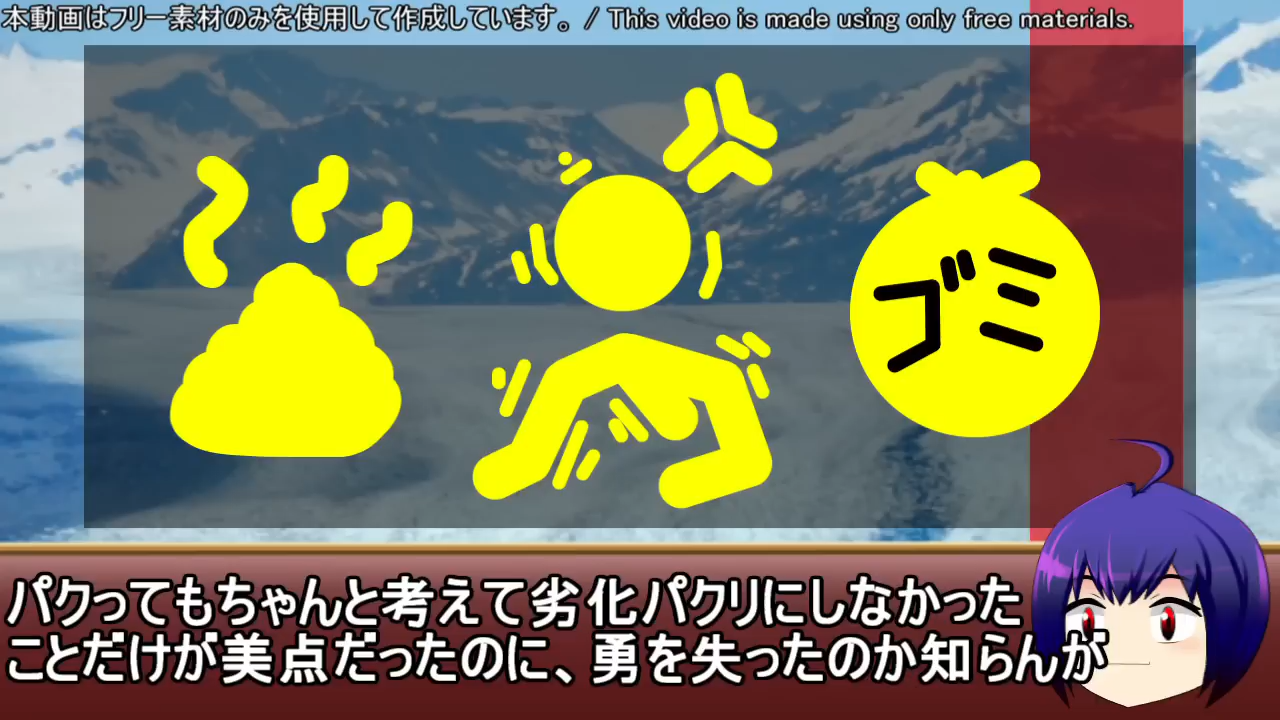 本動画はフリー素材のみを使用して作成しています。 / This video is made using only free materials.
ゴミ
パクってもちゃんと考えて劣化パクリにしなかった
ことだけが美点だったのに、勇を失ったのか知らんが